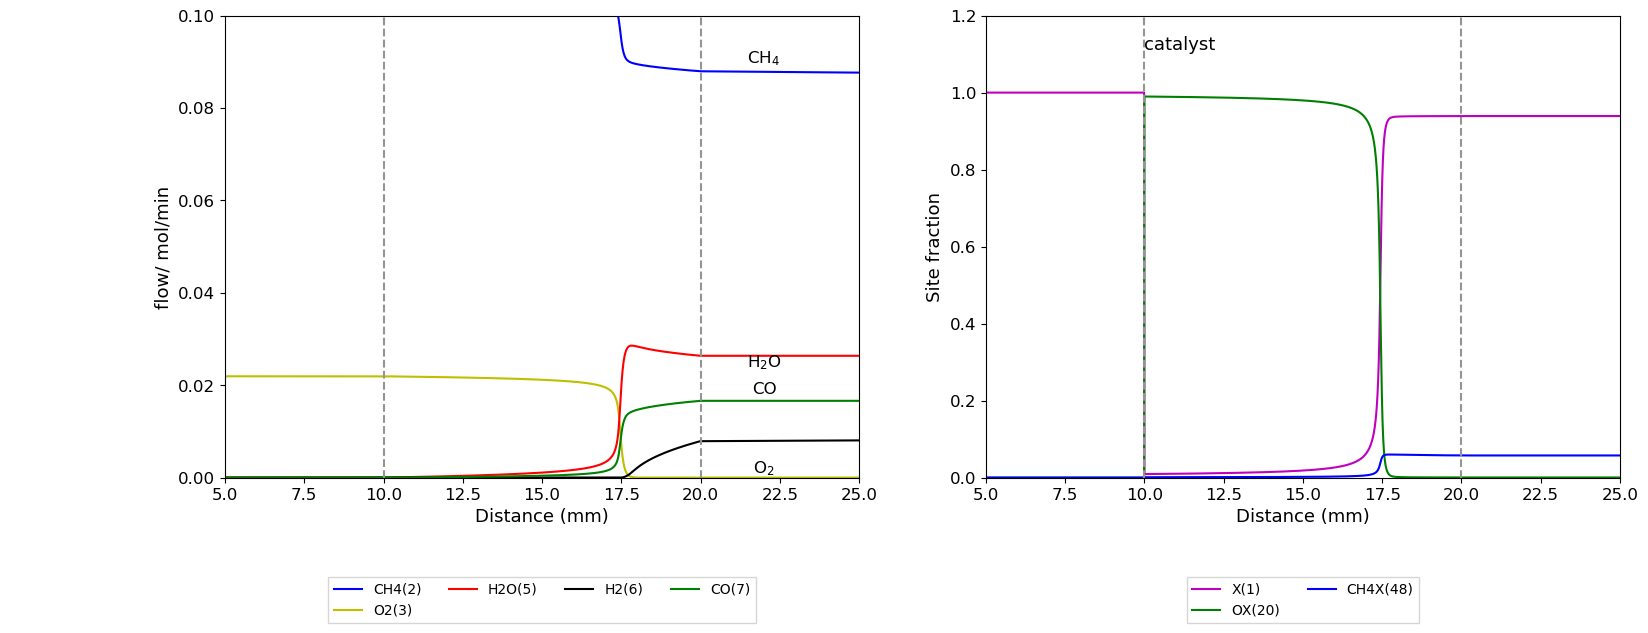 0.10
0.08
0.06
0.04
0.02
0.00
flow/ mol/min
CH₄
H₂O
CO
O₂
5.0 7.5 10.0 12.5 15.0 17.5 20.0 22.5 25.0
Distance (mm)
CH4(2) H2O(5) H2(6) CO(7)
O2(3)
1.2
1.0
0.8
0.6
0.4
0.2
0.0
Site fraction
catalyst
5.0 7.5 10.0 12.5 15.0 17.5 20.0 22.5 25.0
Distance (mm)
X(1) CH4X(48)
OX(20)